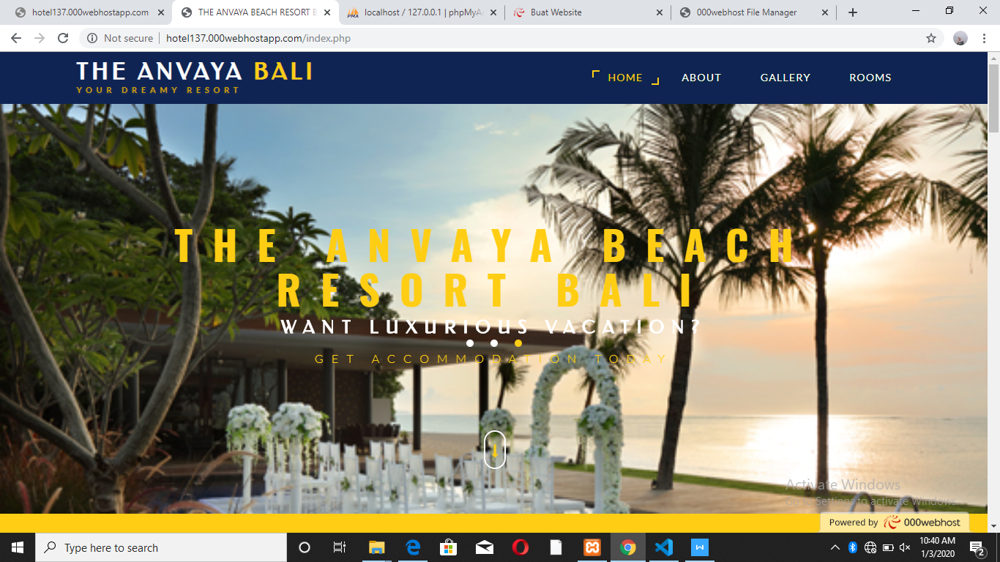 hotel137.000webhostapp.com
THE ANVAYA BEACH RESORT B
localhost / 127.0.0.1 | phpMyA
Buat Website
000webhost File Manager
Not secure
hotel137.000webhostapp.com/index.php
THE ANVAYA BALI
YOUR DREAMY RESORT
HOME
ABOUT
GALLERY
ROOMS
THE ANVAYA BEACH
RESORT BALI
WANT LUXURIOUS VACATION?
GET ACCOMMODATION TODAY
Activate Windows
Go to Settings to activate Windows.
Powered by 000webhost
Type here to search
10:40 AM
1/3/2020
2